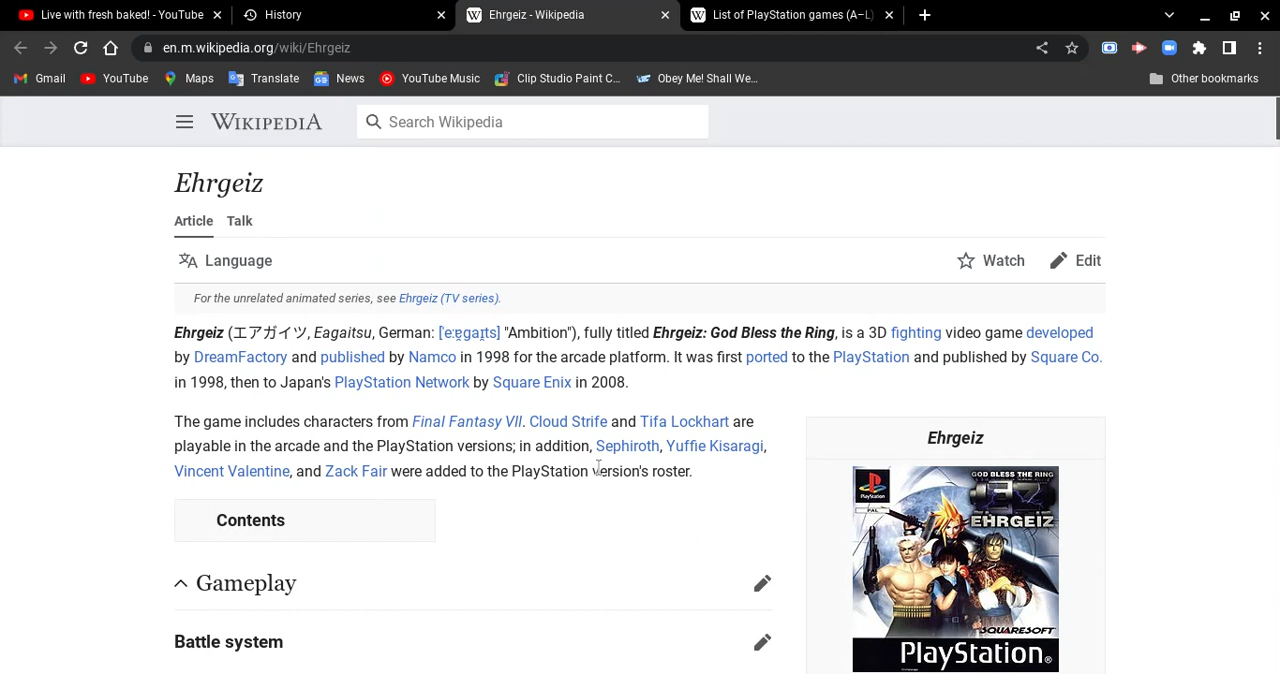 Live with fresh baked! - YouTube
History
Ehrgeiz - Wikipedia
List of PlayStation games (A–L)
en.m.wikipedia.org/wiki/Ehrgeiz
Gmail
YouTube
Maps
Translate
News
YouTube Music
Clip Studio Paint C...
Obey Me! Shall We...
Other bookmarks
WIKIPEDIA
Search Wikipedia
Ehrgeiz
Article
Talk
Language
Watch
Edit
For the unrelated animated series, see Ehrgeiz (TV series).
Ehrgeiz (エアガイツ, Eagaitsu, German: [ˈeːɐ̯ɡaɪ̯ts] "Ambition"), fully titled Ehrgeiz: God Bless the Ring, is a 3D fighting video game developed
by DreamFactory and published by Namco in 1998 for the arcade platform. It was first ported to the PlayStation and published by Square Co.
in 1998, then to Japan's PlayStation Network by Square Enix in 2008.
The game includes characters from Final Fantasy VII. Cloud Strife and Tifa Lockhart are
playable in the arcade and the PlayStation versions; in addition, Sephiroth, Yuffie Kisaragi,
Vincent Valentine, and Zack Fair were added to the PlayStation version's roster.
Contents
Gameplay
Battle system
Ehrgeiz
PlayStation
PAL
GOD BLESS THE RING
EZ
EHRGEIZ
SQUARESOFT
PlayStation®